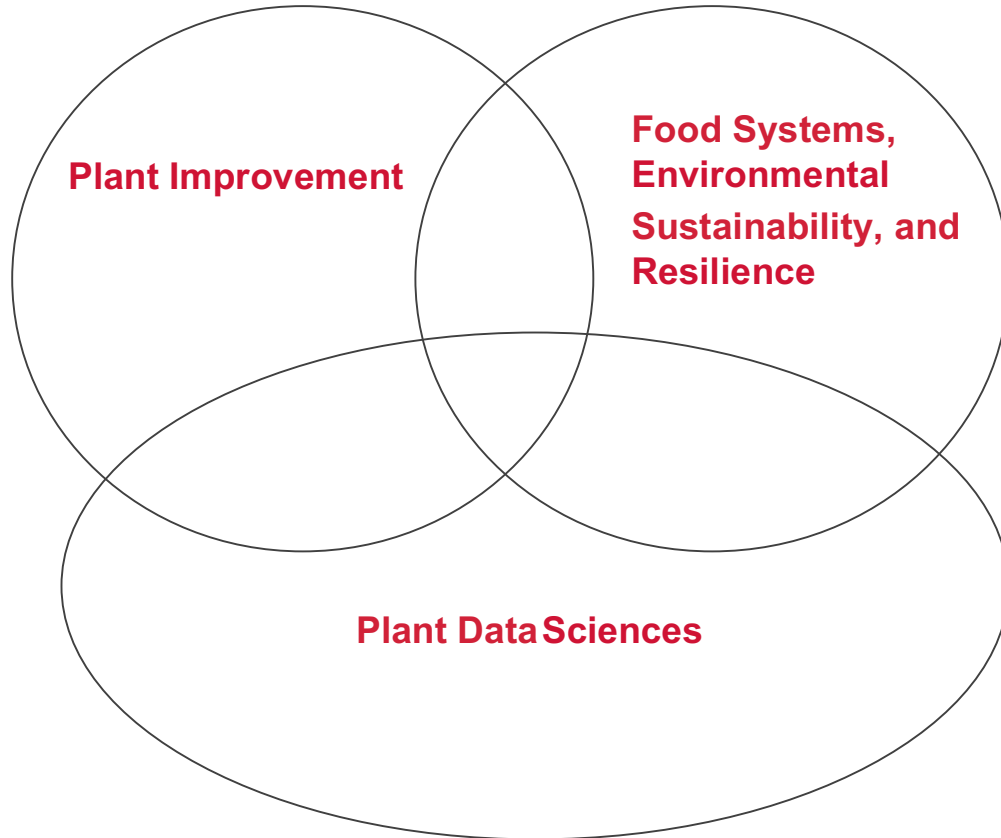 Plant Improvement
Food Systems,
Environmental
Sustainability, and
Resilience
Plant Data Sciences